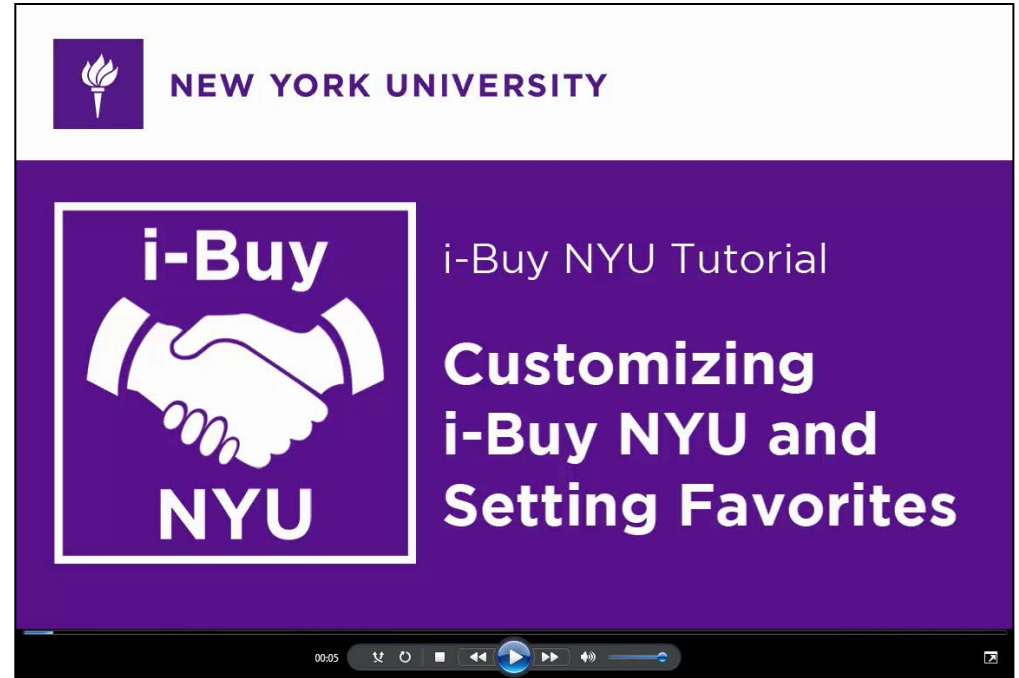 NEW YORK UNIVERSITY
i-Buy
NYU
i-Buy NYU Tutorial
Customizing
i-Buy NYU and
Setting Favorites
00:05